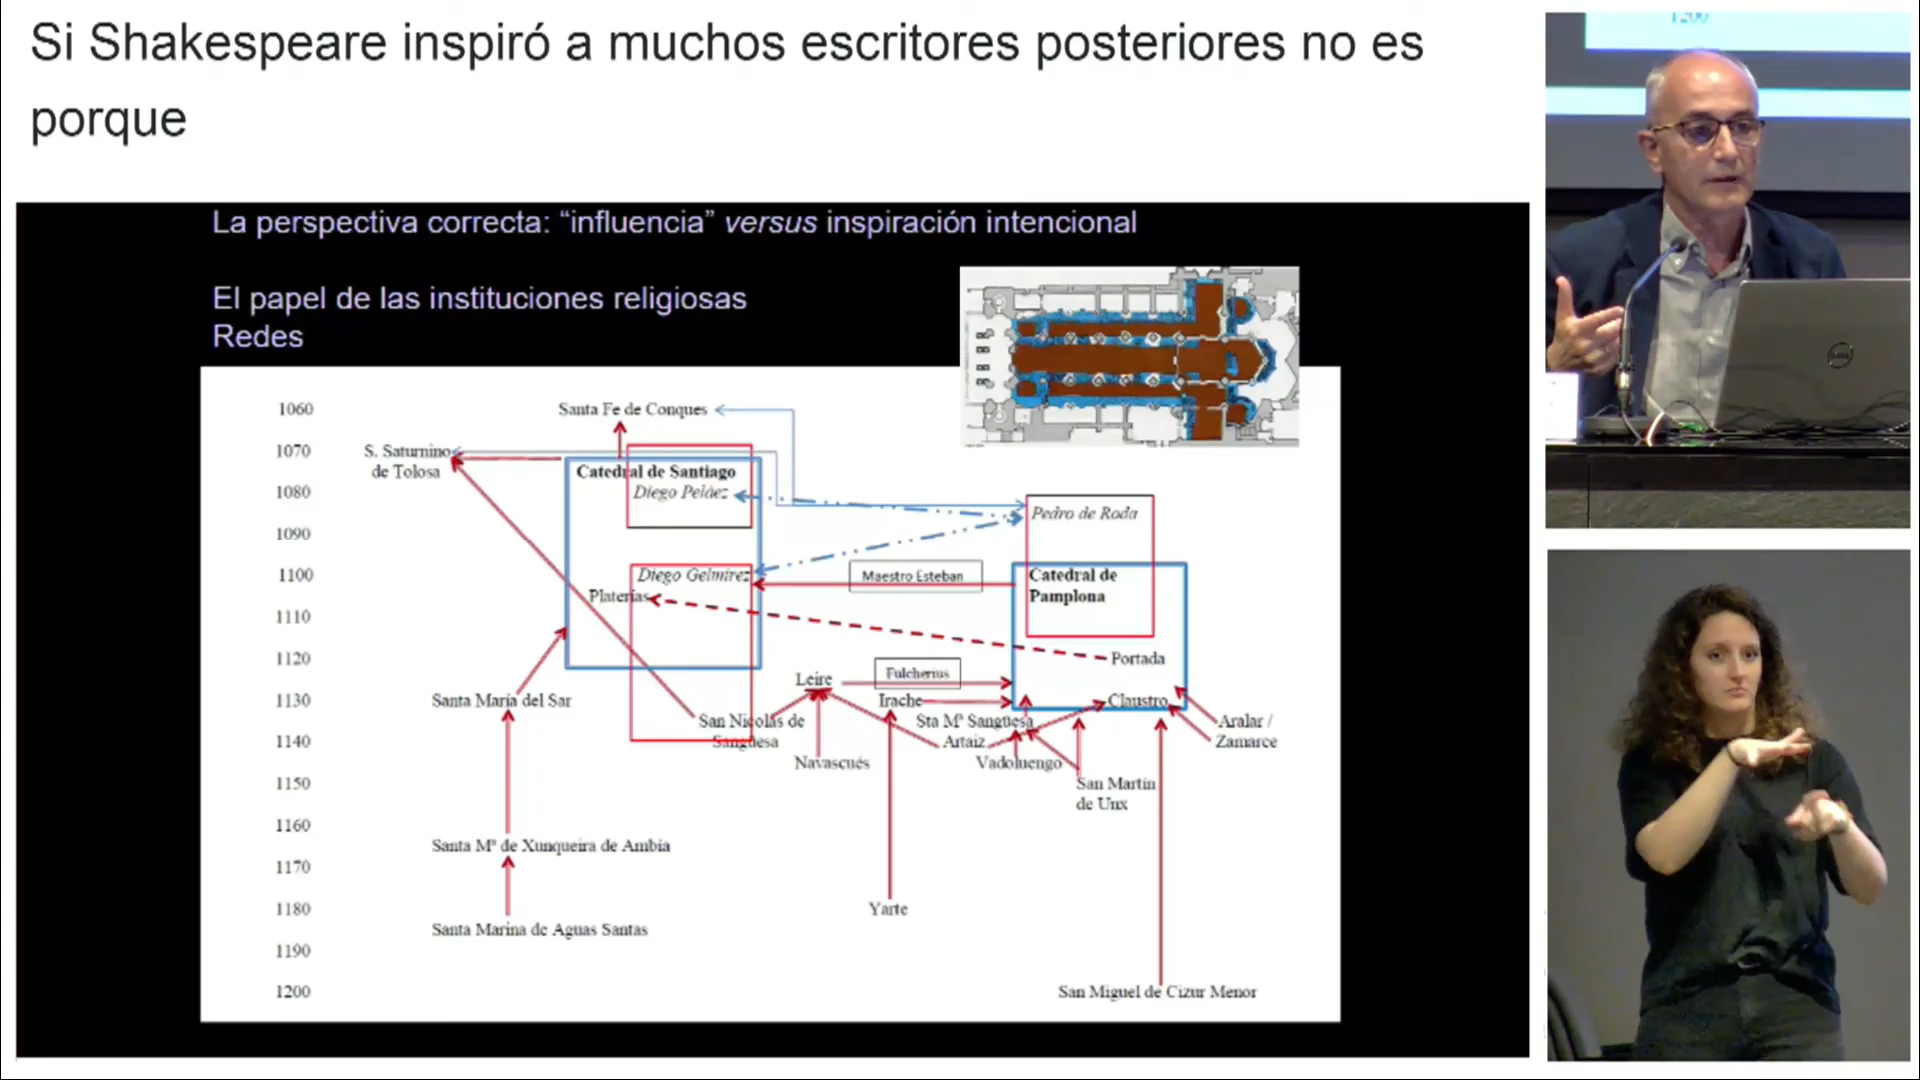 Si Shakespeare inspiró a muchos escritores posteriores no es
porque
La perspectiva correcta: “influencia” versus inspiración intencional
El papel de las instituciones religiosas
Redes
1200
1060
Santa Fe de Conques
1070
S. Saturnino
de Tolosa
Catedral de Santiago
1080
Diego Peláez
Pedro de Roda
1090
1100
Diego Gelmírez
Maestro Esteban
Catedral de
Pamplona
Platerías
1110
1120
Portada
Leire
Fulcherius
1130
Santa María del Sar
Irache
Claustro
San Nicolás de
Sangüesa
Sta Mª Sangüesa
Aralar /
Zamarce
1140
Artaiz
Navascués
Vadoluengo
1150
San Martín
de Unx
1160
Santa Mª de Xunqueira de Ambía
1170
1180
Yarte
Santa Marina de Aguas Santas
1190
1200
San Miguel de Cizur Menor
DELL